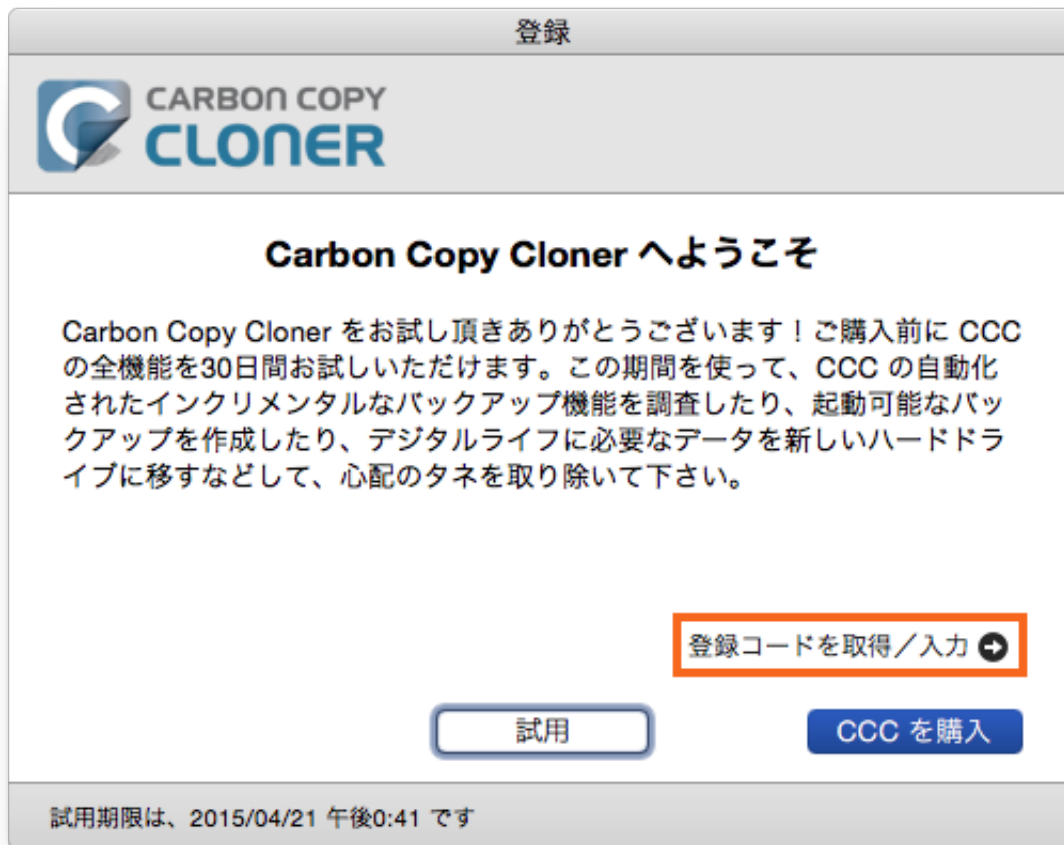 登録
CARBON COPY
CLONER
Carbon Copy Cloner へようこそ
Carbon Copy Cloner をお試し頂きありがとうございます！ご購入前に CCC
の全機能を30日間お試しいただけます。この期間を使って、CCC の自動化
されたインクリメンタルなバックアップ機能を調査したり、起動可能なバッ
クアップを作成したり、デジタルライフに必要なデータを新しいハードドラ
イブに移すなどして、心配のタネを取り除いて下さい。
登録コードを取得／入力
試用
CCC を購入
試用期限は、2015/04/21 午後0:41 です